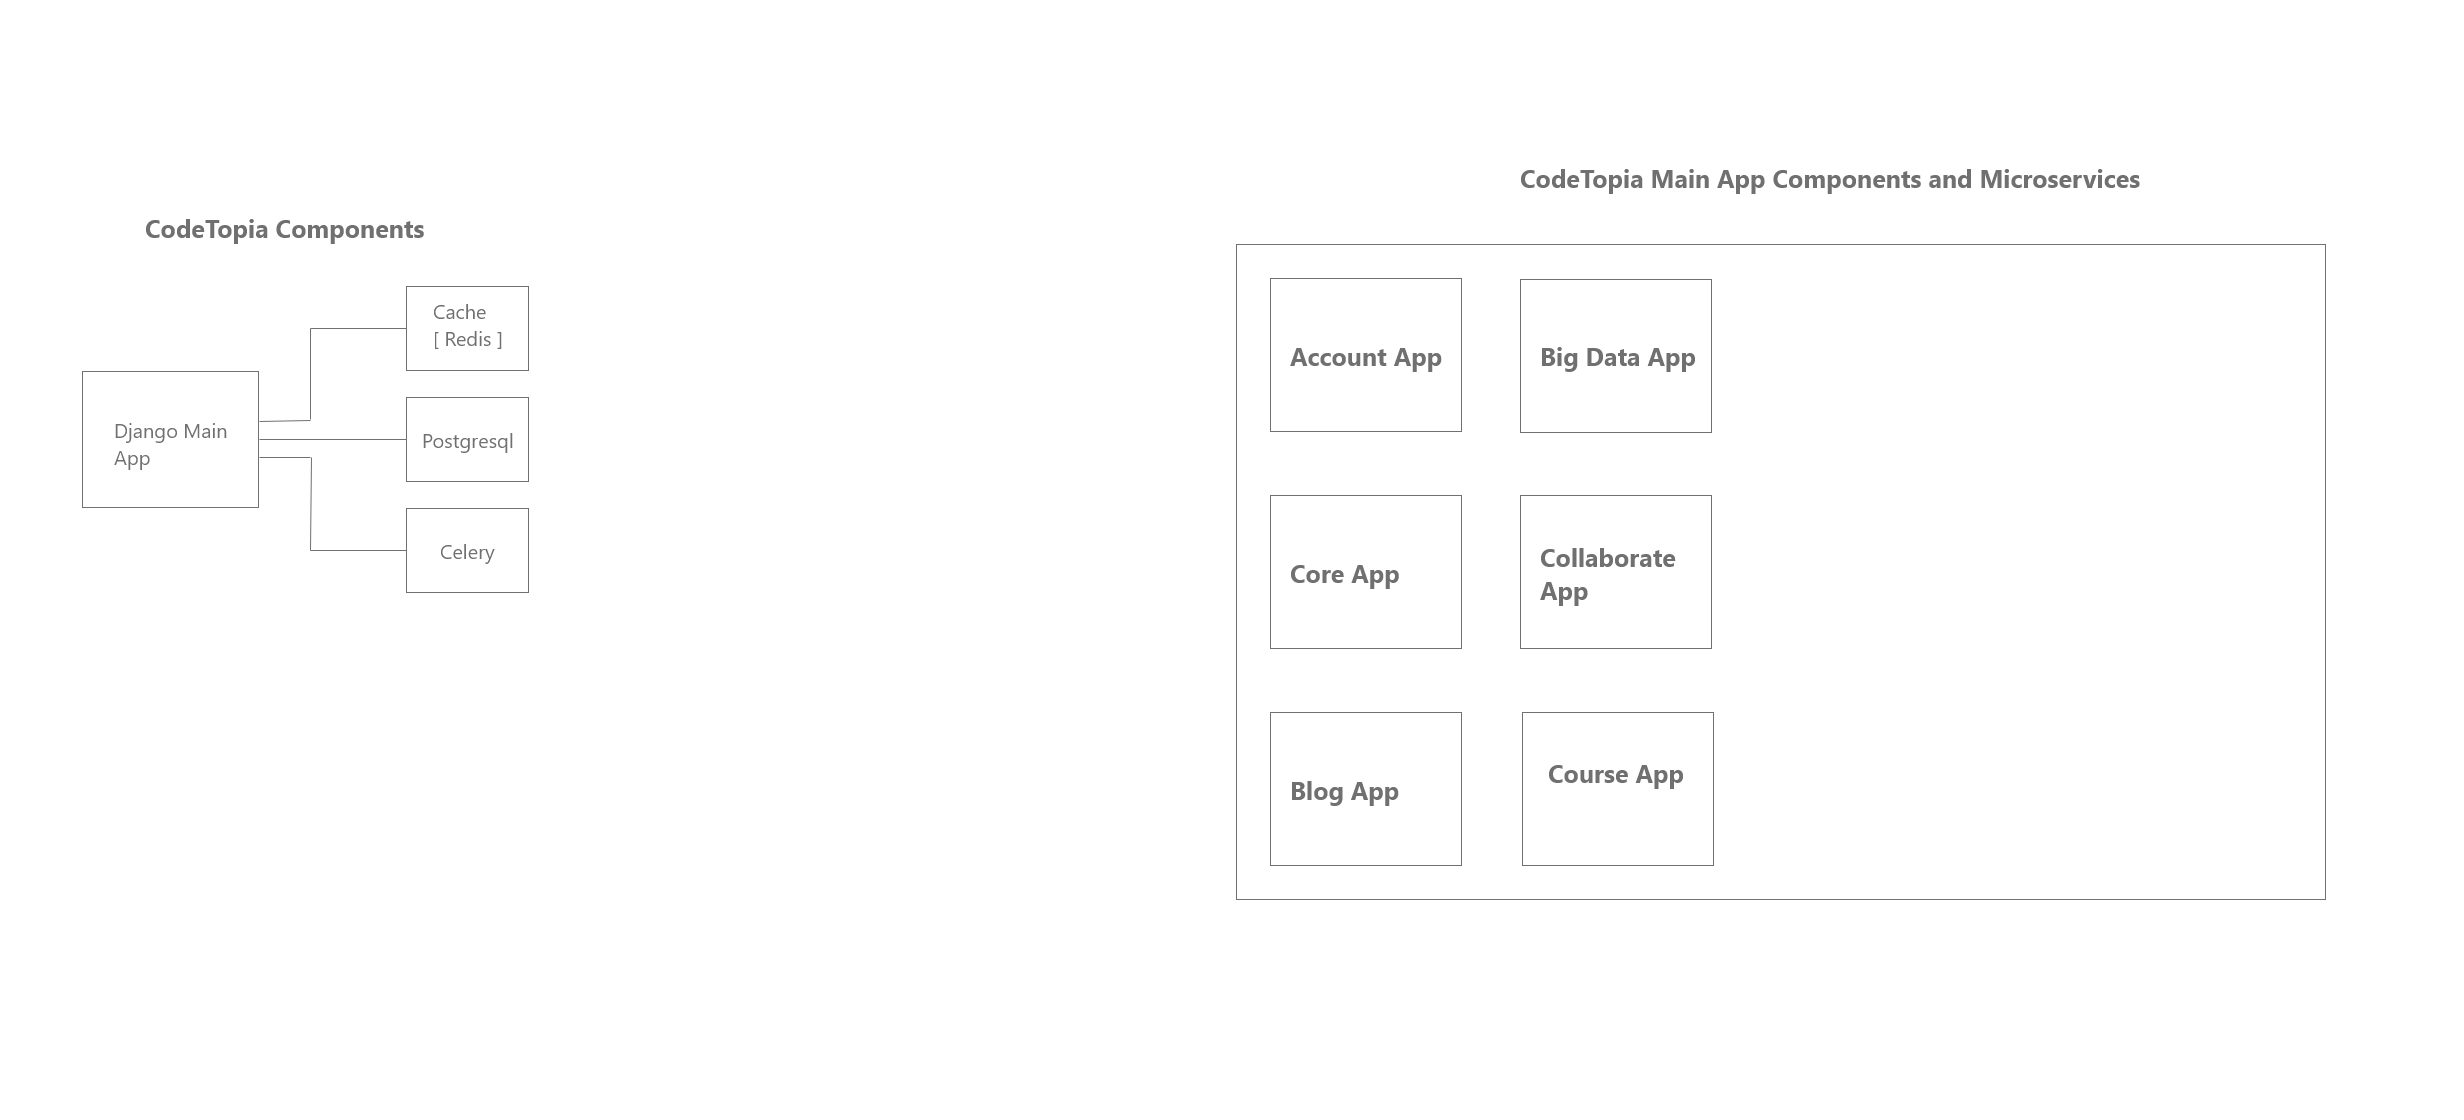 CodeTopia Components
Cache
[ Redis ]
Django Main
App
Postgresql
Celery
CodeTopia Main App Components and Microservices
Account App
Big Data App
Core App
Collaborate
App
Blog App
Course App